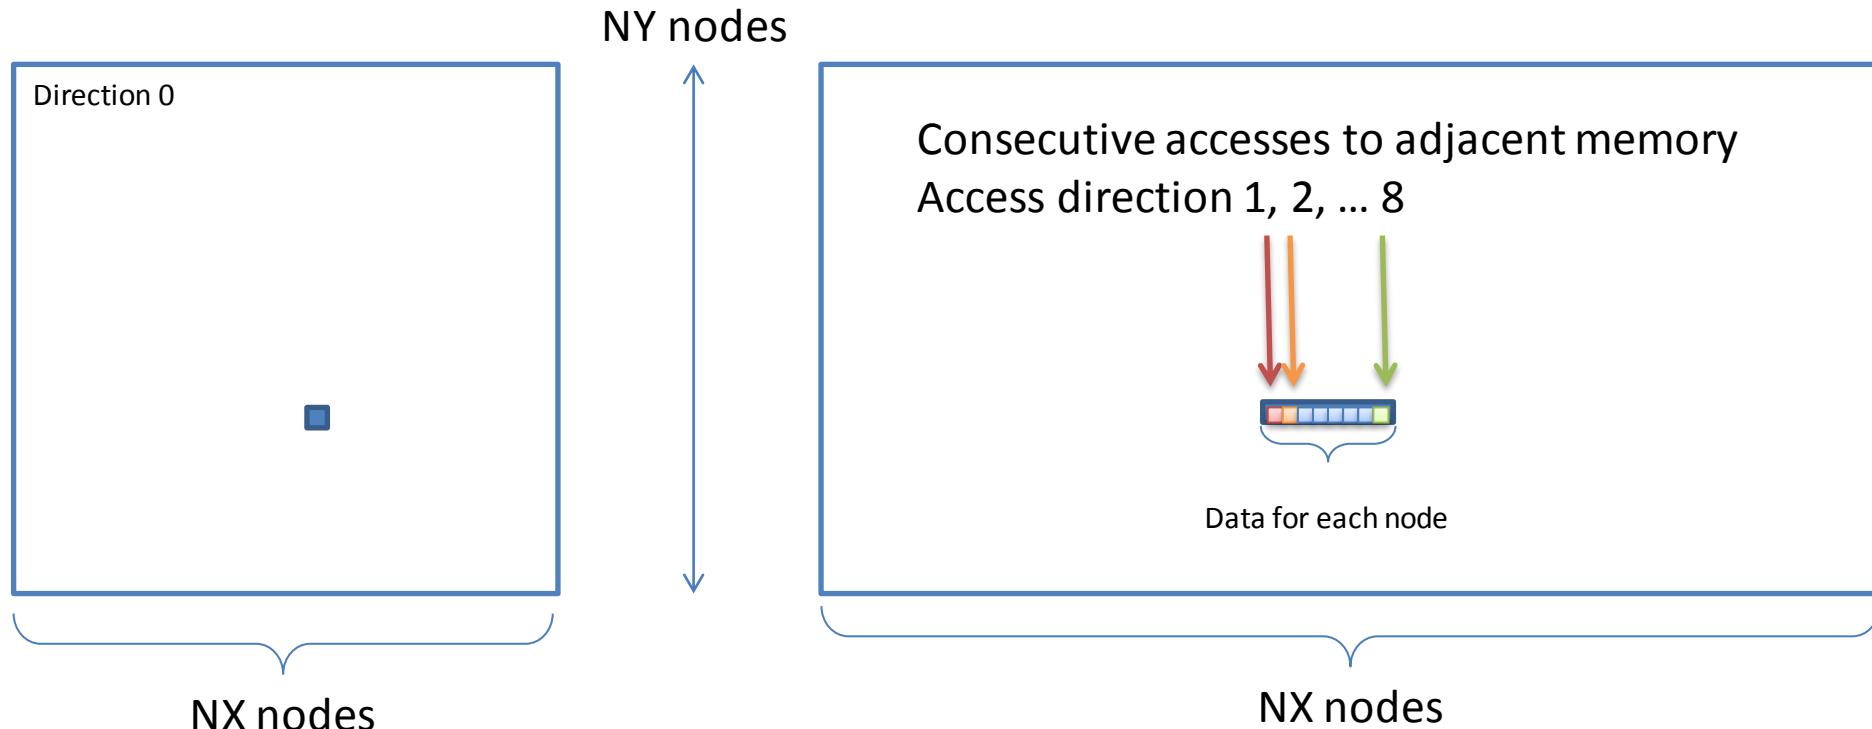 NY nodes
Direction 0
Consecutive accesses to adjacent memory
Access direction 1, 2, … 8
Data for each node
NX nodes
NX nodes